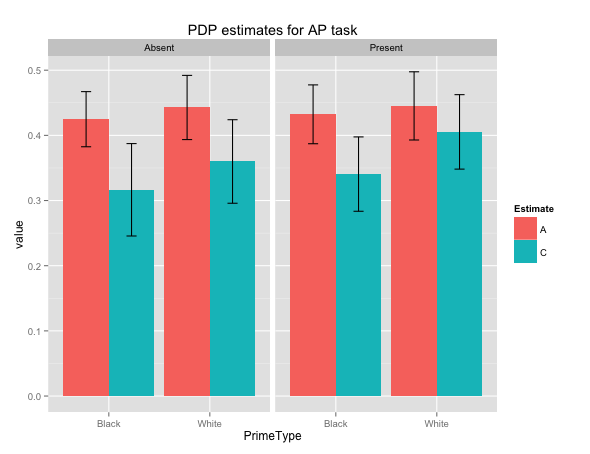 PDP estimates for AP task
Absent
Present
0.5
0.4
0.3
0.2
0.1
0.0
value
Black
White
Black
White
PrimeType
Estimate
A
C